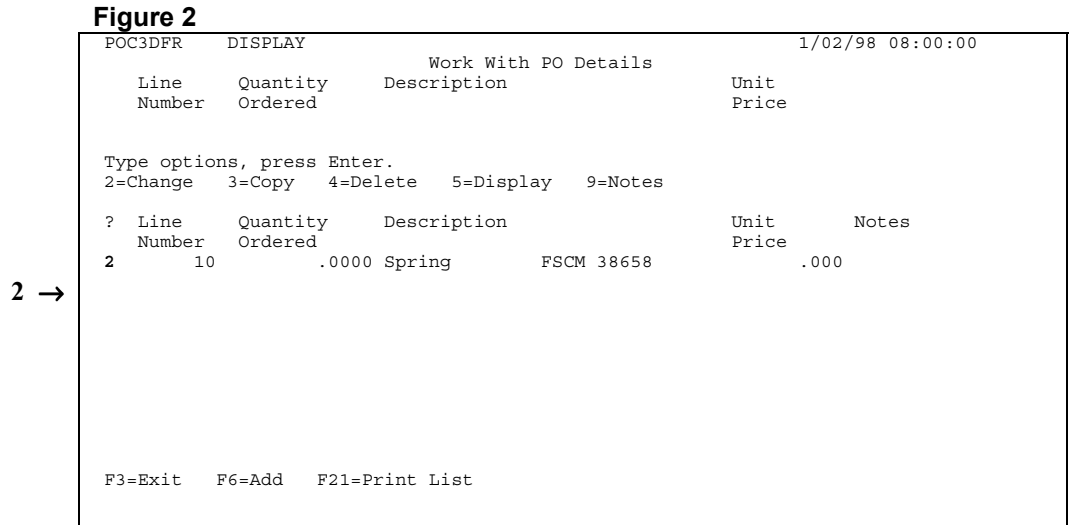 Figure 2
POC3DFR DISPLAY 1/02/98 08:00:00
Work With PO Details
Line Quantity Description Unit
Number Ordered Price
Type options, press Enter.
2=Change 3=Copy 4=Delete 5=Display 9=Notes
? Line Quantity Description Unit Notes
Number Ordered Price
2 10 .0000 Spring FSCM 38658 .000
2 →
F3=Exit F6=Add F21=Print List